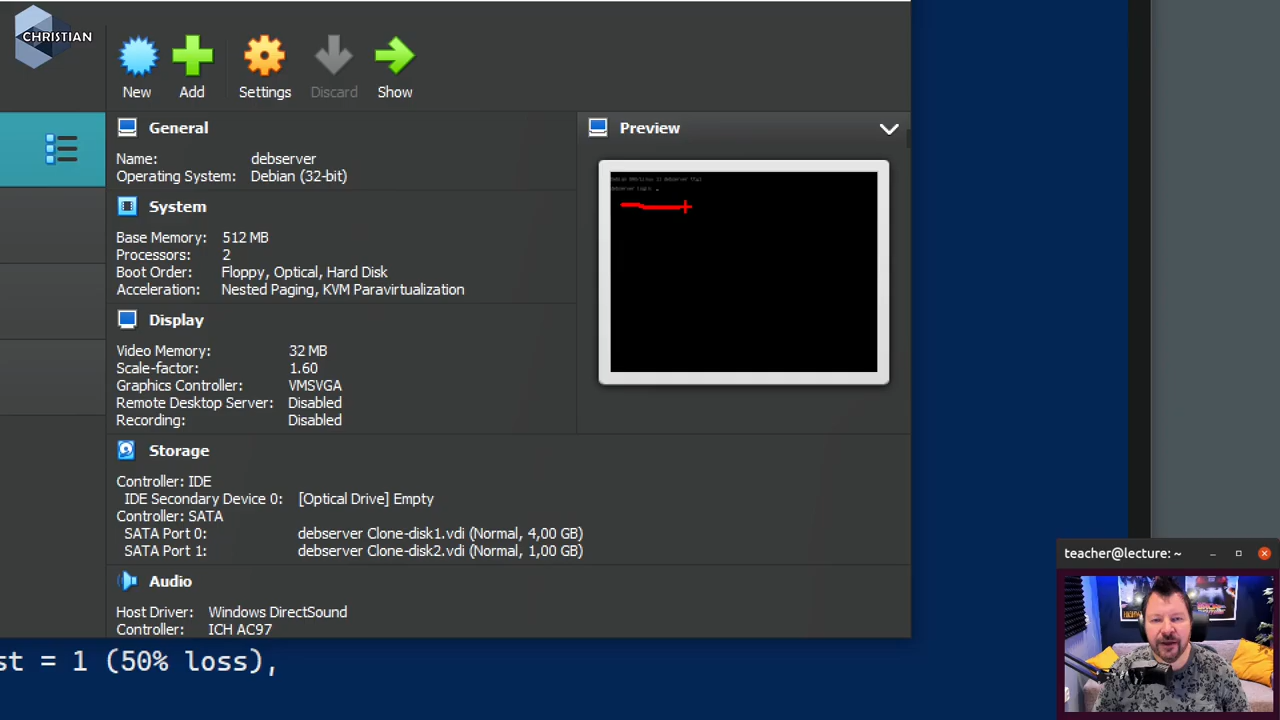 CHRISTIAN
New Add Settings Discard Show
General
Name: debserver
Operating System: Debian (32-bit)
System
Base Memory: 512 MB
Processors: 2
Boot Order: Floppy, Optical, Hard Disk
Acceleration: Nested Paging, KVM Paravirtualization
Display
Video Memory: 32 MB
Scale-factor: 1.60
Graphics Controller: VMSVGA
Remote Desktop Server: Disabled
Recording: Disabled
Storage
Controller: IDE
IDE Secondary Device 0: [Optical Drive] Empty
Controller: SATA
SATA Port 0: debserver Clone-disk1.vdi (Normal, 4,00 GB)
SATA Port 1: debserver Clone-disk2.vdi (Normal, 1,00 GB)
Audio
Host Driver: Windows DirectSound
Controller: ICH AC97
Preview
debserver login:
st = 1 (50% loss),
teacher@lecture: ~